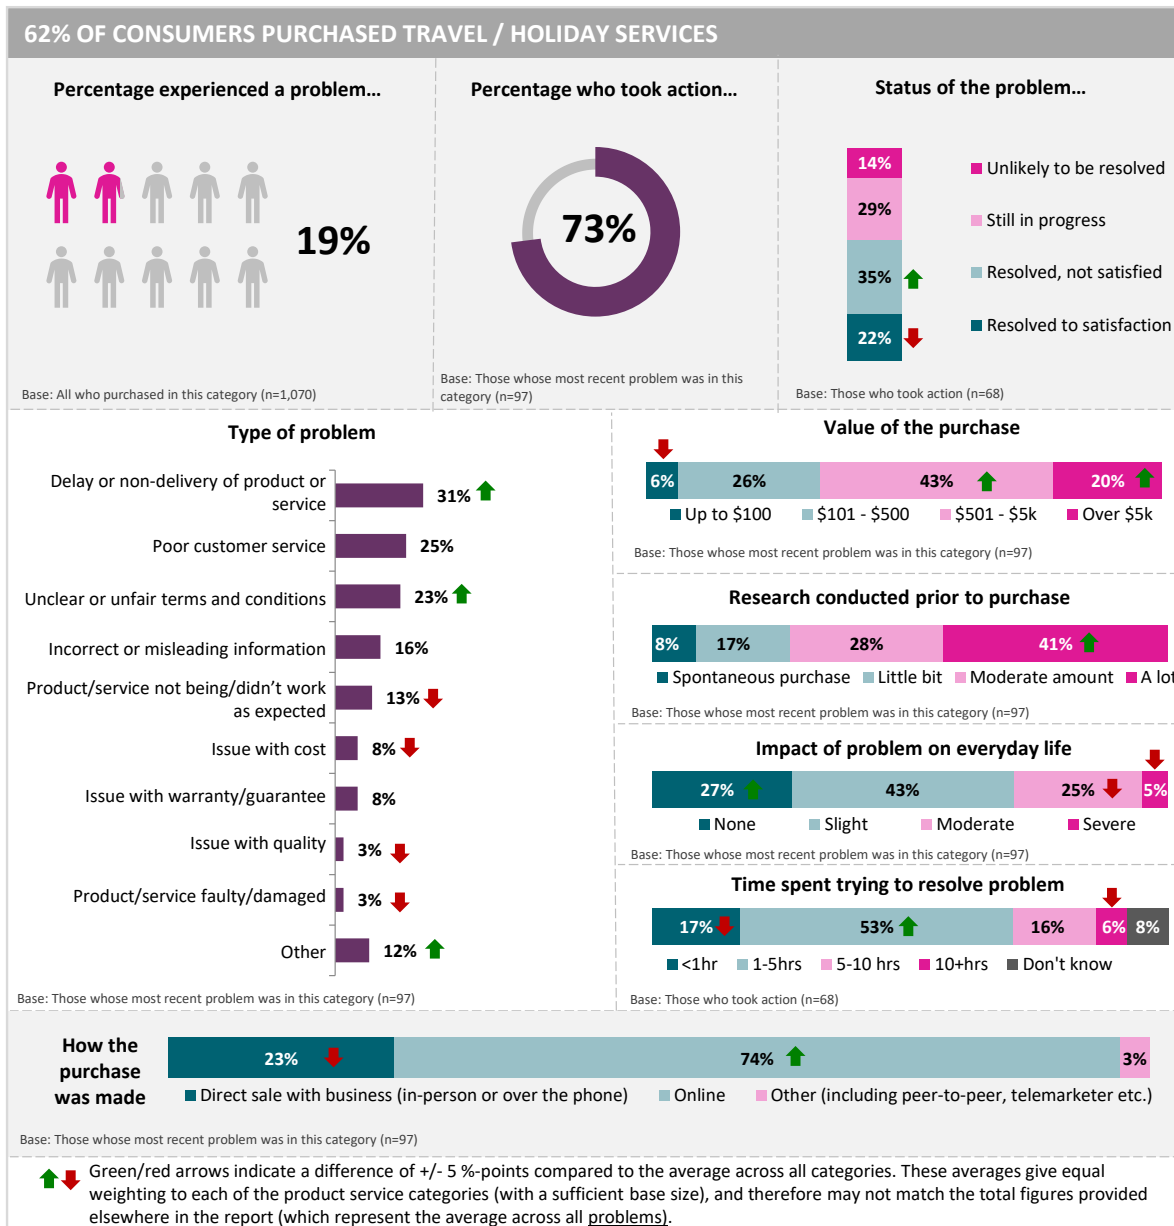 62% OF CONSUMERS PURCHASED TRAVEL / HOLIDAY SERVICES
Percentage experienced a problem...
19%
Base: All who purchased in this category (n=1,070)
Percentage who took action...
73%
Base: Those whose most recent problem was in this
category (n=97)
Status of the problem...
14%
29%
35%
22%
Unlikely to be resolved
Still in progress
Resolved, not satisfied
Resolved to satisfaction
Base: Those who took action (n=68)
Type of problem
Delay or non-delivery of product or
service
31%
Poor customer service
25%
Unclear or unfair terms and conditions
23%
Incorrect or misleading information
16%
Product/service not being/didn't work
as expected
13%
Issue with cost
8%
Issue with warranty/guarantee
8%
Issue with quality
3%
Product/service faulty/damaged
3%
Other
12%
Base: Those whose most recent problem was in this category (n=97)
Value of the purchase
6% 26% 43% 20%
Up to $100 $101 - $500 $501 - $5k Over $5k
Base: Those whose most recent problem was in this category (n=97)
Research conducted prior to purchase
8% 17% 28% 41%
Spontaneous purchase Little bit Moderate amount A lot
Base: Those whose most recent problem was in this category (n=97)
Impact of problem on everyday life
27% 43% 25% 5%
None Slight Moderate Severe
Base: Those whose most recent problem was in this category (n=97)
Time spent trying to resolve problem
17% 53% 16% 6% 8%
<1hr 1-5hrs 5-10 hrs 10+hrs Don't know
Base: Those who took action (n=68)
How the
purchase
was made
23% 74% 3%
Direct sale with business (in-person or over the phone) Online Other (including peer-to-peer, telemarketer etc.)
Base: Those whose most recent problem was in this category (n=97)
Green/red arrows indicate a difference of +/- 5 %-points compared to the average across all categories. These averages give equal
weighting to each of the product service categories (with a sufficient base size), and therefore may not match the total figures provided
elsewhere in the report (which represent the average across all problems).